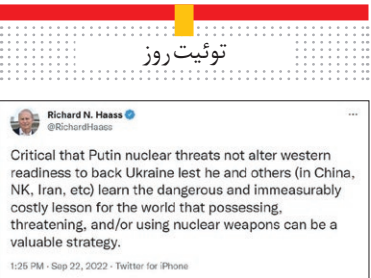 توئیت روز
Richard N. Haass
@RichardHaass
Critical that Putin nuclear threats not alter western
readiness to back Ukraine lest he and others (in China,
NK, Iran, etc) learn the dangerous and immeasurably
costly lesson for the world that possessing,
threatening, and/or using nuclear weapons can be a
valuable strategy.
1:25 PM - Sep 22, 2022 - Twitter for iPhone